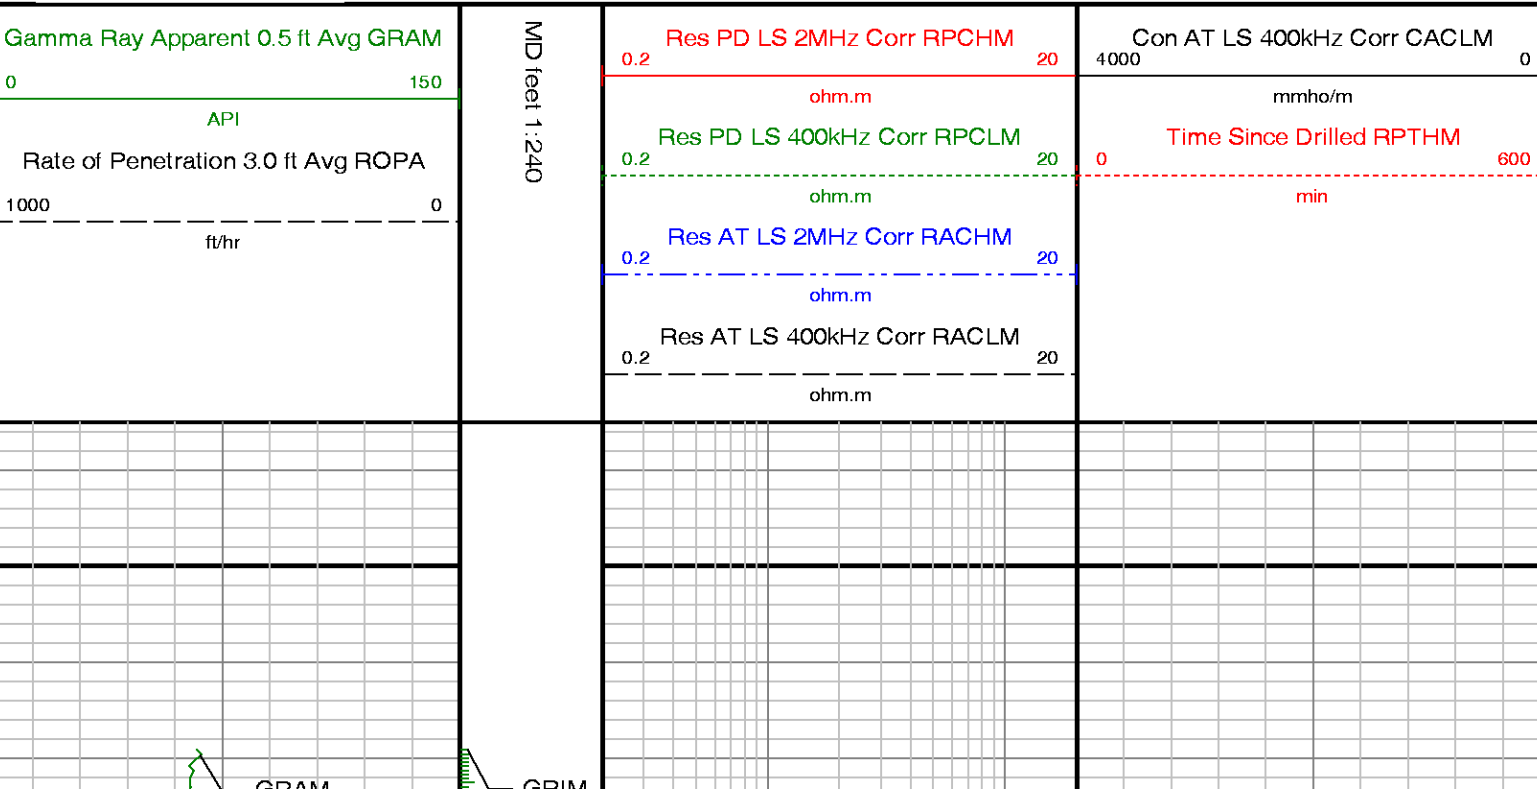 Gamma Ray Apparent 0.5 ft Avg GRAM
0 150
API
Rate of Penetration 3.0 ft Avg ROPA
1000 0
ft/hr
MD feet 1:240
Res PD LS 2MHz Corr RPCHM
0.2 20
ohm.m
Res PD LS 400kHz Corr RPCLM
0.2 20
ohm.m
Res AT LS 2MHz Corr RACHM
0.2 20
ohm.m
Res AT LS 400kHz Corr RACLM
0.2 20
ohm.m
Con AT LS 400kHz Corr CACLM
4000 0
mmho/m
Time Since Drilled RPTHM
0 600
min
GRAM
GRIM